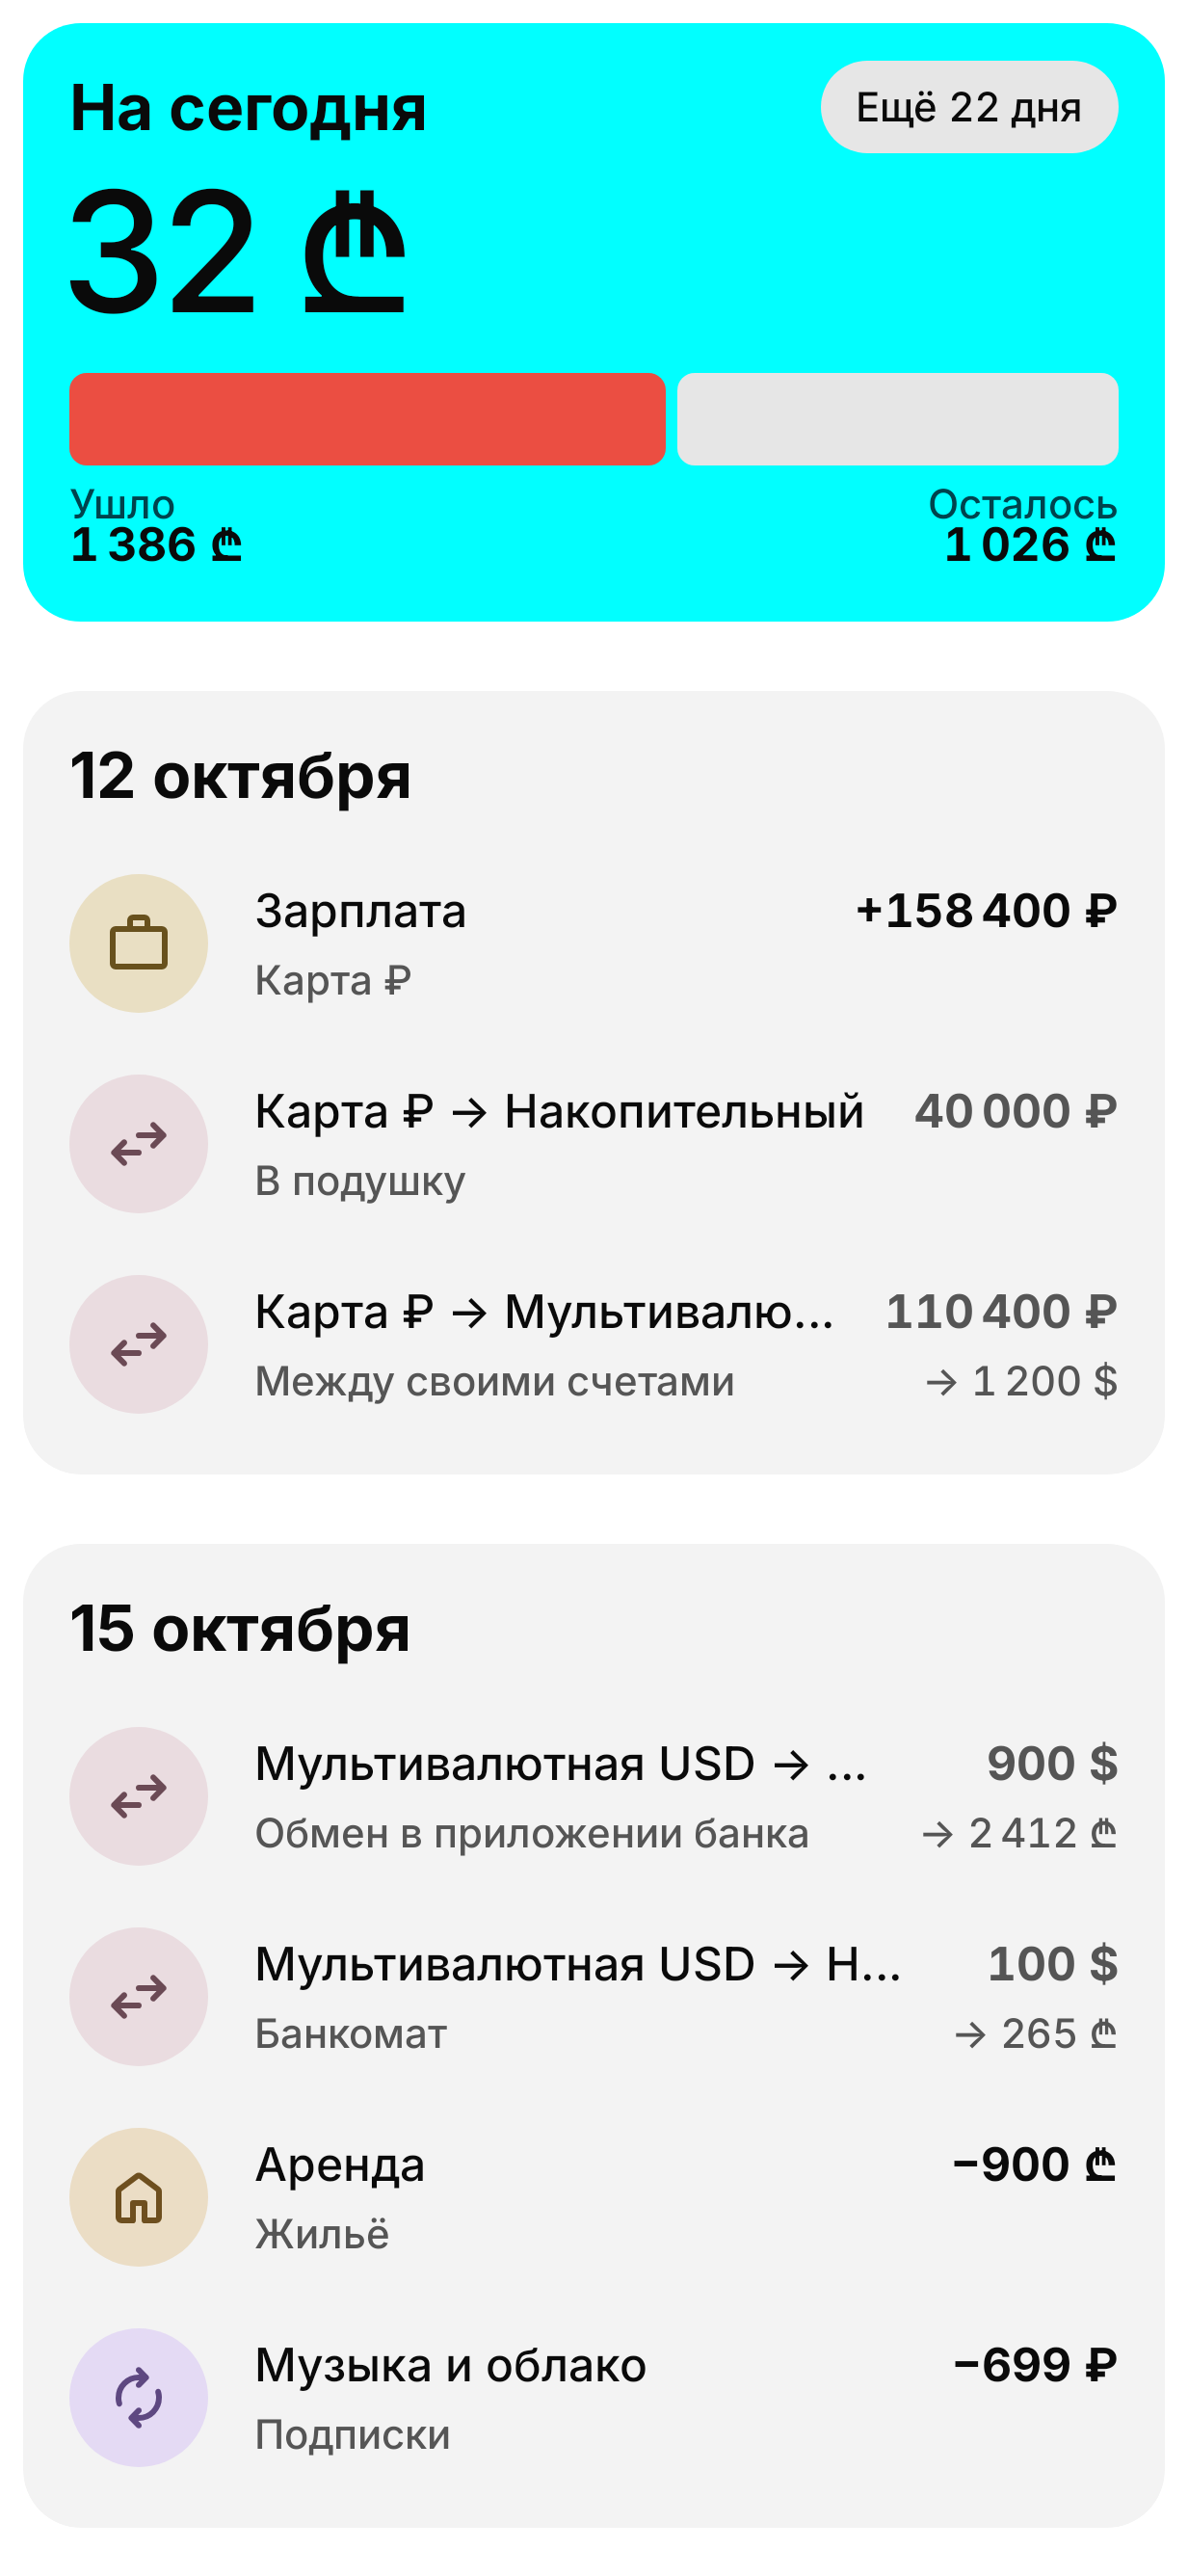 На сегодня
Ещё 22 дня
32 ₾
Ушло
Осталось
1 386 ₾
1 026 ₾
12 октября
Зарплата
+158 400 ₽
Карта ₽
Карта ₽ → Накопительный
40 000 ₽
В подушку
Карта ₽ → Мультивалю...
110 400 ₽
Между своими счетами
→ 1 200 $
15 октября
Мультивалютная USD → ...
900 $
Обмен в приложении банка
→ 2 412 ₾
Мультивалютная USD → Н...
100 $
Банкомат
→ 265 ₾
Аренда
−900 ₾
Жильё
Музыка и облако
−699 ₽
Подписки